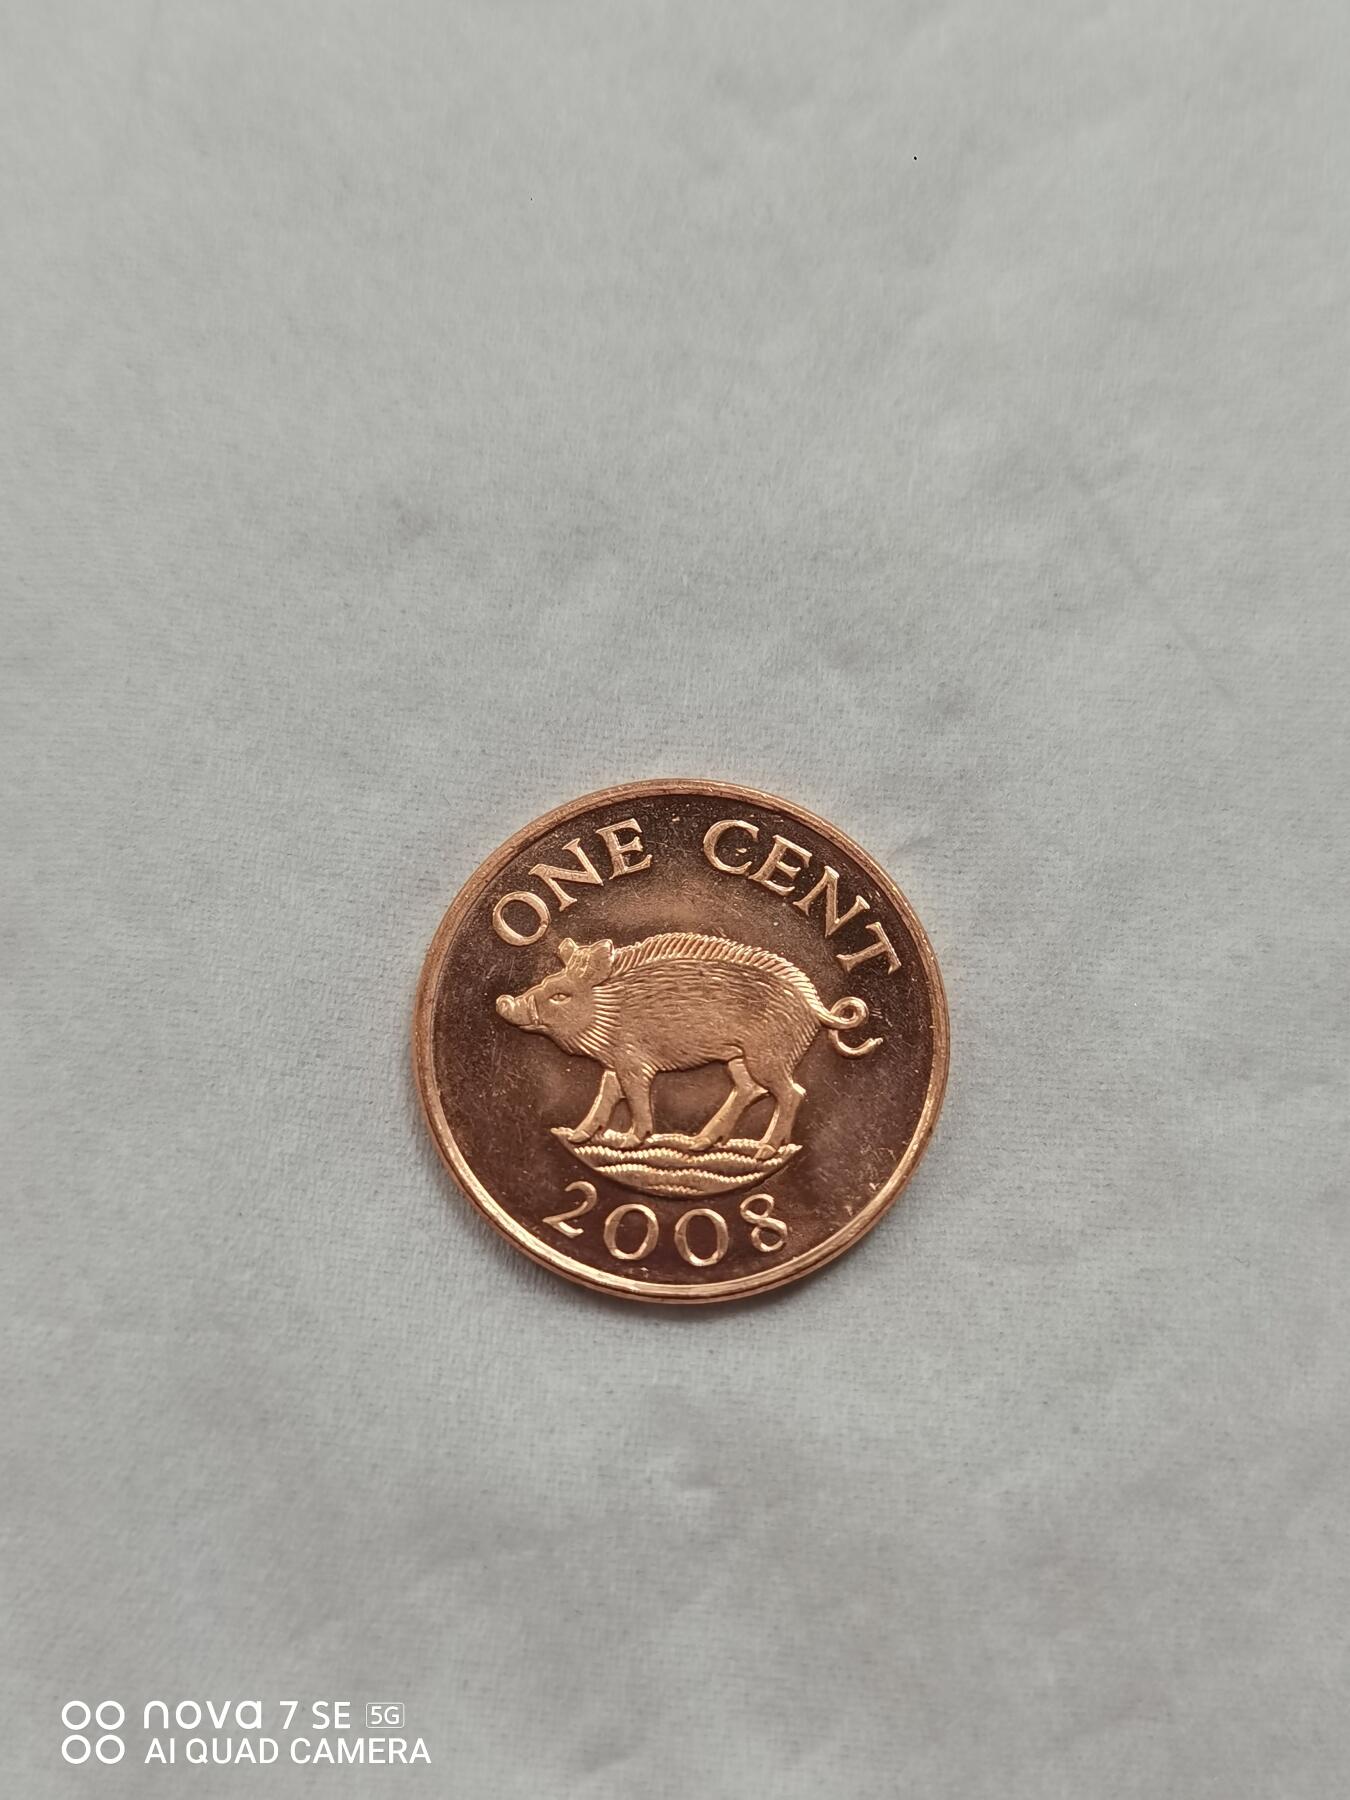 ONE CENT
2008
nova 7 SE 5G
AI QUAD CAMERA